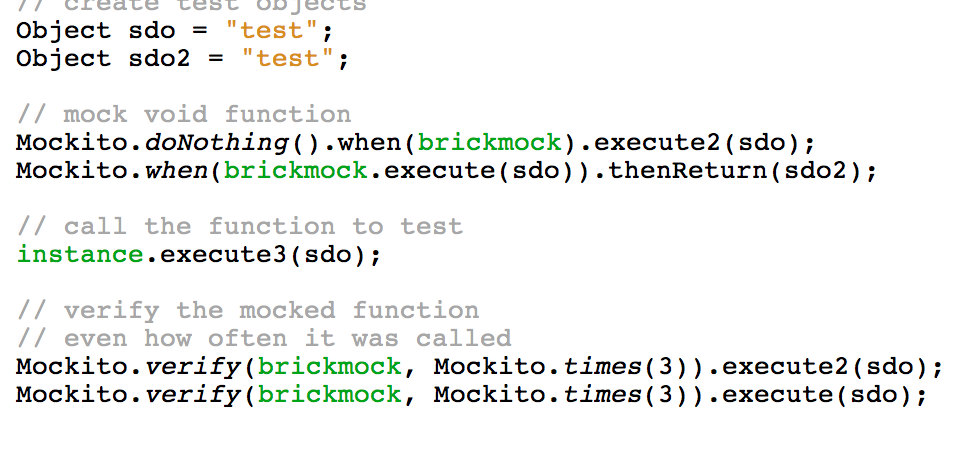 // create test objects
Object sdo = "test";
Object sdo2 = "test";
// mock void function
Mockito.doNothing().when(brickmock).execute2(sdo);
Mockito.when(brickmock.execute(sdo)).thenReturn(sdo2);
// call the function to test
instance.execute3(sdo);
// verify the mocked function
// even how often it was called
Mockito.verify(brickmock, Mockito.times(3)).execute2(sdo);
Mockito.verify(brickmock, Mockito.times(3)).execute(sdo);